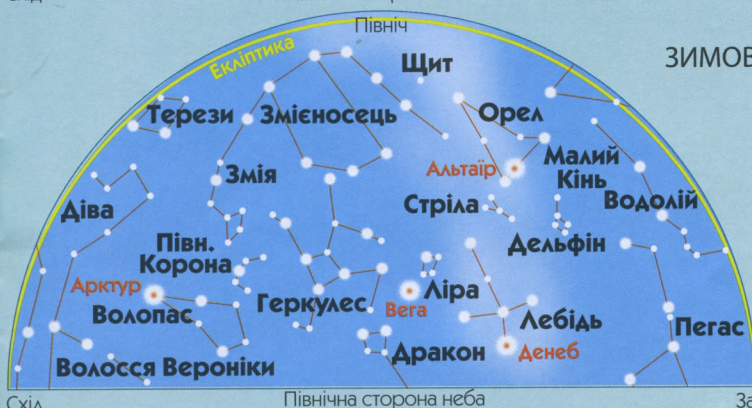 Північ
Екліптика
ЗИМОВ
Щит
Терези
Змієносець
Орел
Альтаїр
Малий
Кінь
Змія
Стріла
Водолій
Діва
Півн.
Корона
Дельфін
Арктур
Волопас
Геркулес
Вега
Ліра
Лебідь
Пегас
Волосся Вероніки
Дракон
Денеб
Схід
Північна сторона неба
За